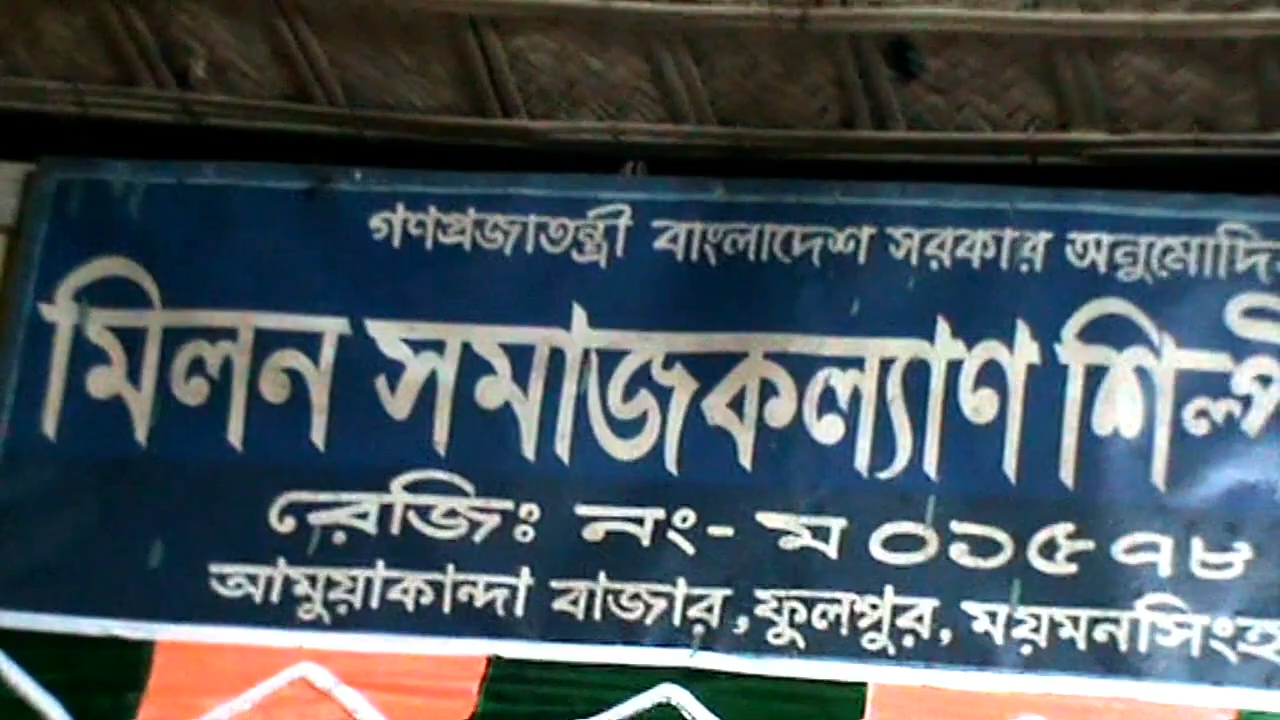 গণপ্রজাতন্ত্রী বাংলাদেশ সরকার অনুমোদি
মিলন সমাজকল্যাণ শিল্প
রেজিঃ নং- ম ০১৫৭৮
আমুয়াকান্দা বাজার, ফুলপুর, ময়মনসিংহ